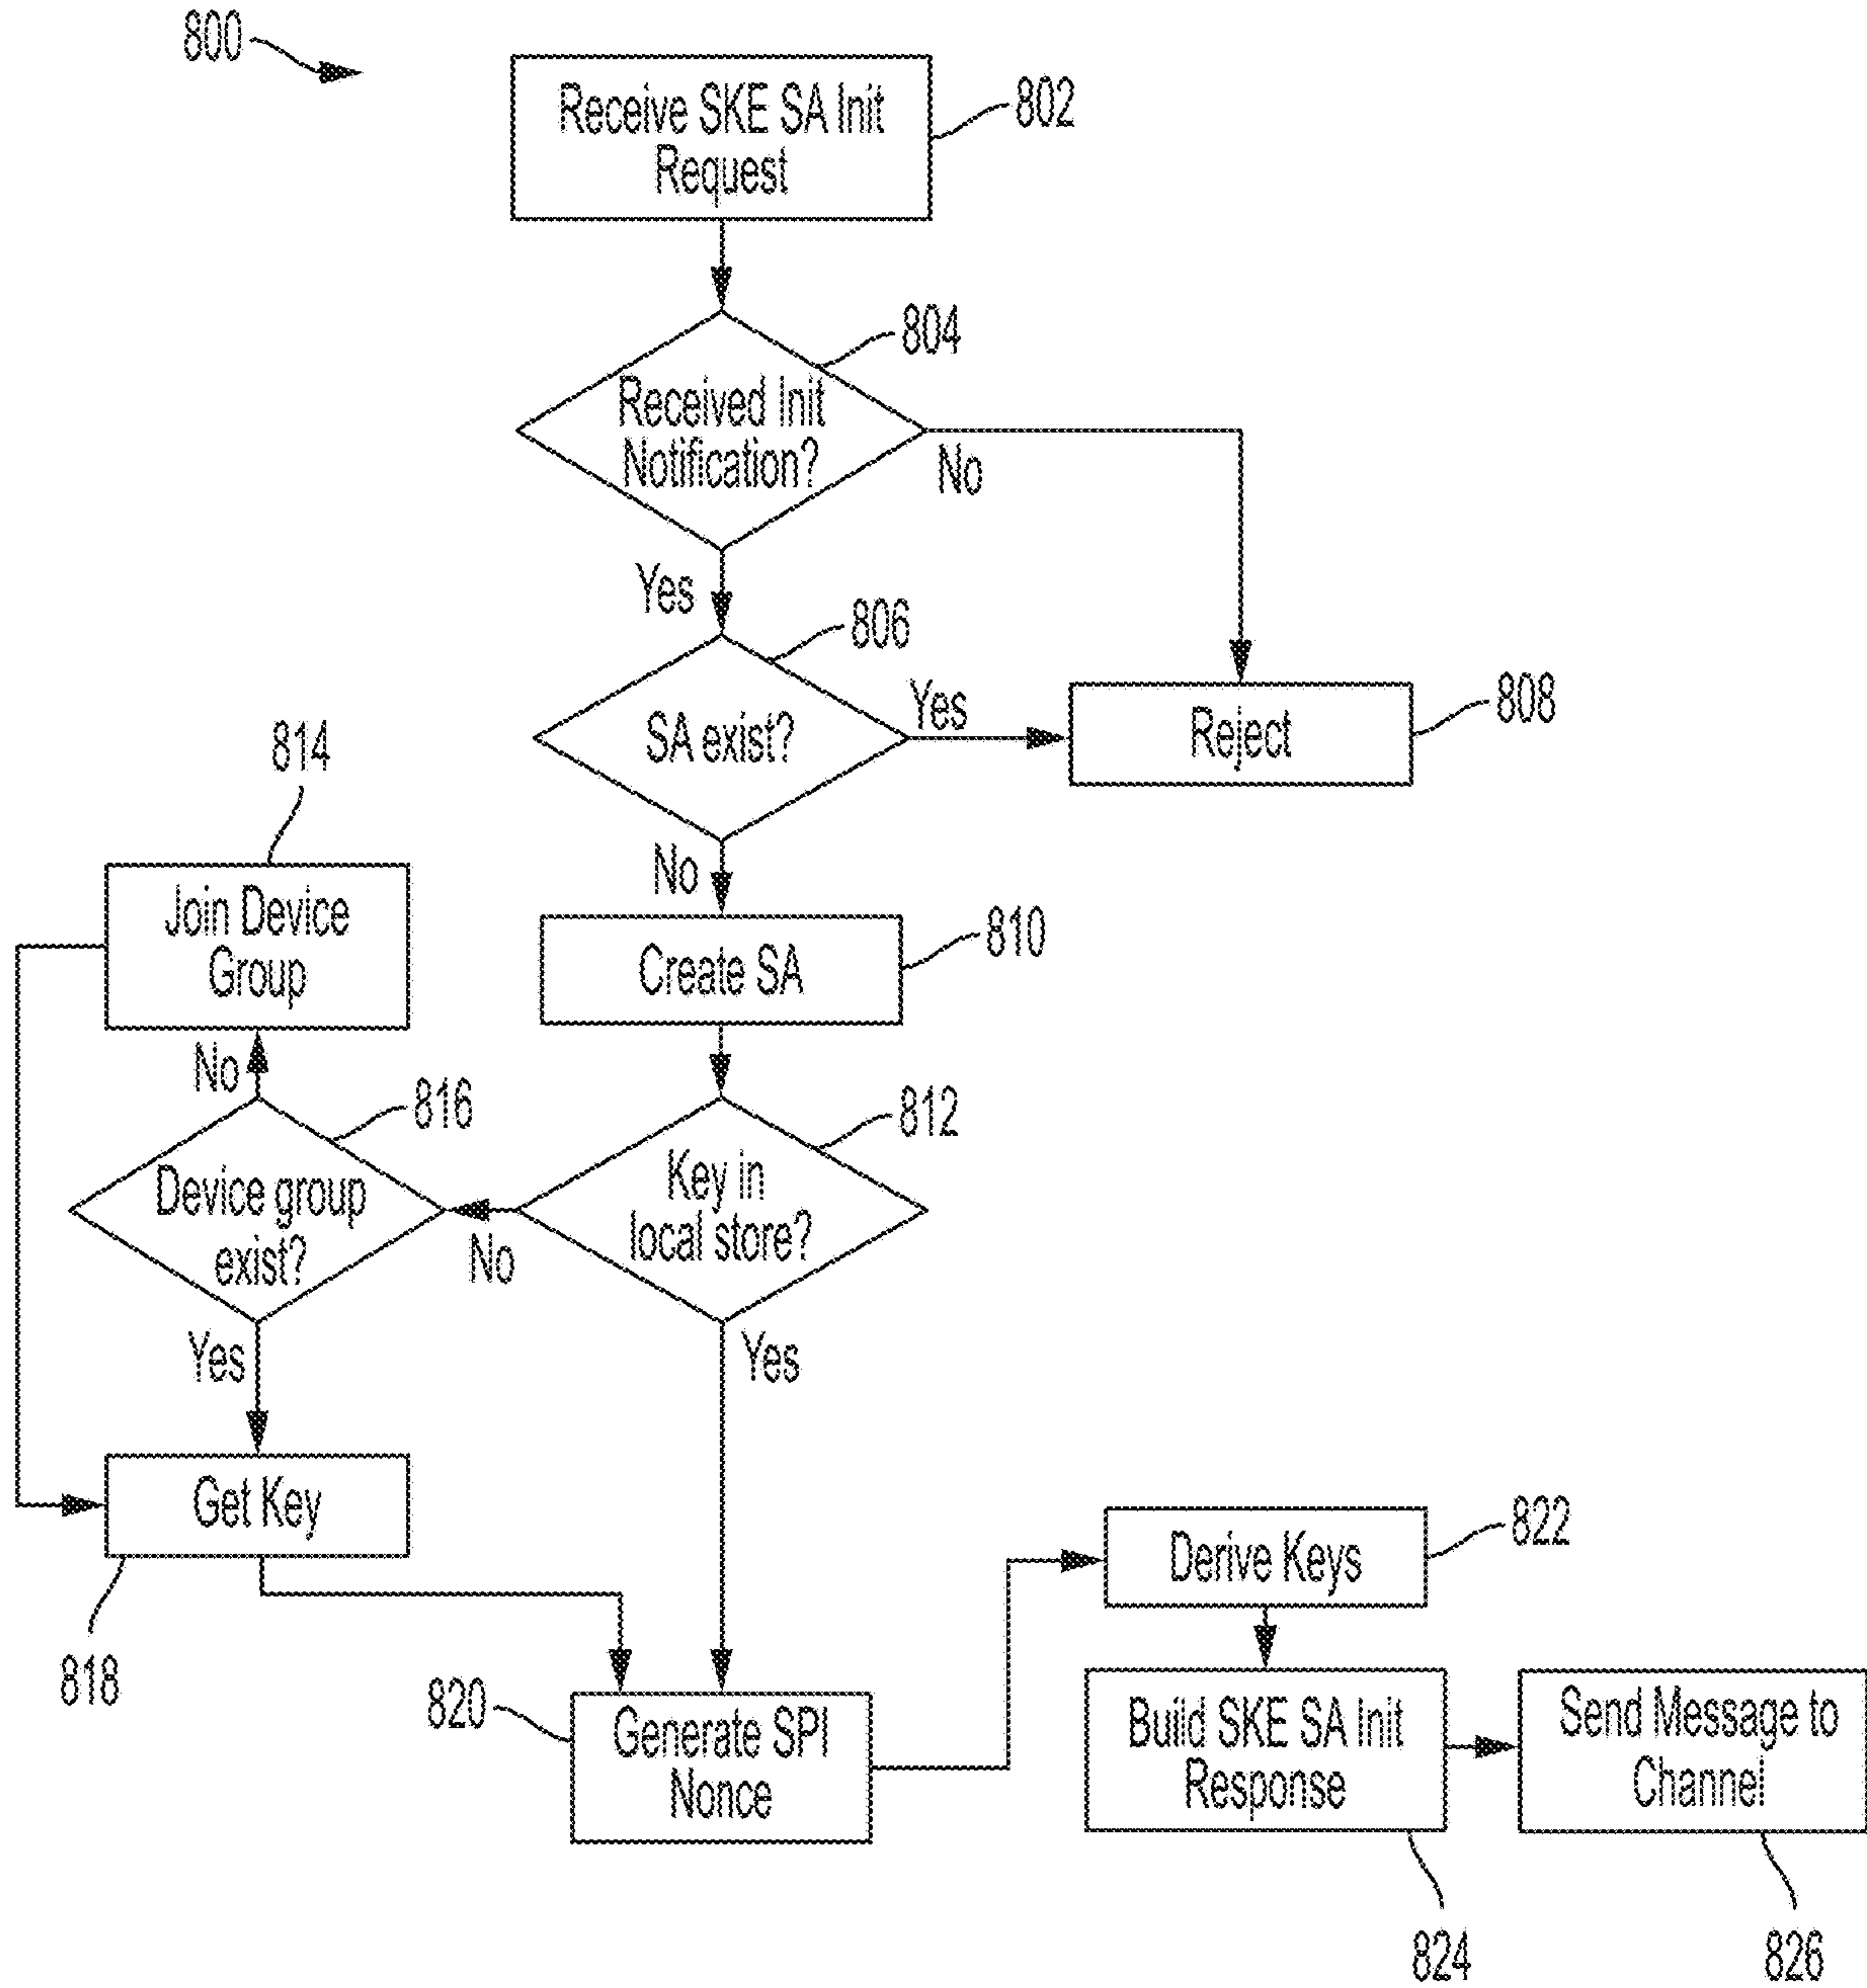 800
Receive SKE SA Init
Request
802
804
Received Init
Notification?
No
Yes
806
SA exist?
Yes
Reject
808
814
No
Join Device
Group
Create SA
810
No
816
812
Device group
exist?
No
Key in
local store?
Yes
Yes
Get Key
818
820
Generate SPI
Nonce
Derive Keys
822
Build SKE SA Init
Response
Send Message to
Channel
824
826